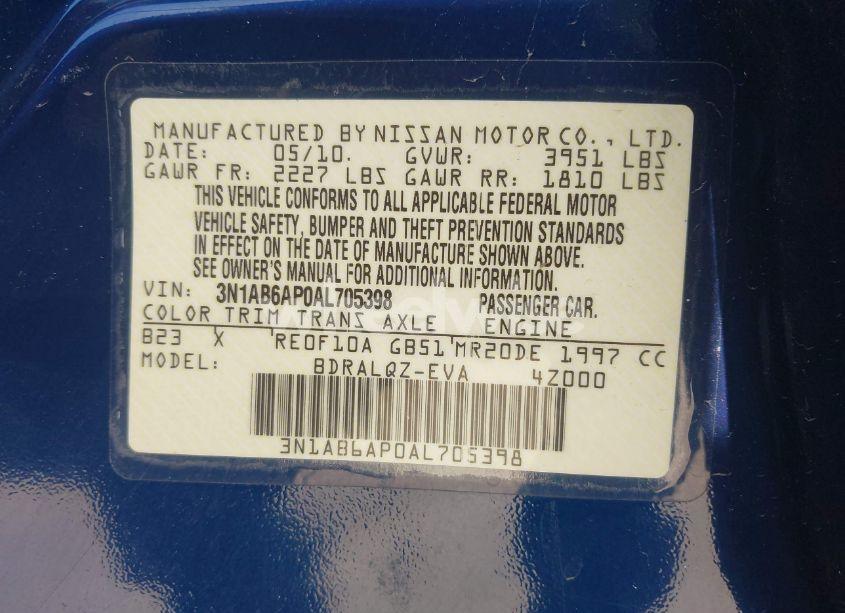 MANUFACTURED BY NISSAN MOTOR CO., LTD.
DATE: 05/10. GVWR: 3951 LBS
GAWR FR: 2227 LBS GAWR RR: 1810 LBS
THIS VEHICLE CONFORMS TO ALL APPLICABLE FEDERAL MOTOR
VEHICLE SAFETY, BUMPER AND THEFT PREVENTION STANDARDS
IN EFFECT ON THE DATE OF MANUFACTURE SHOWN ABOVE.
SEE OWNER'S MANUAL FOR ADDITIONAL INFORMATION.
VIN: 3N1AB6AP0AL705398 PASSENGER CAR.
COLOR TRIM TRANS AXLE ENGINE
B23 X RE0F10A GB51 MR20DE 1997 CC
MODEL: BDRALQZ-EVA 4Z000
3N1AB6AP0AL705398